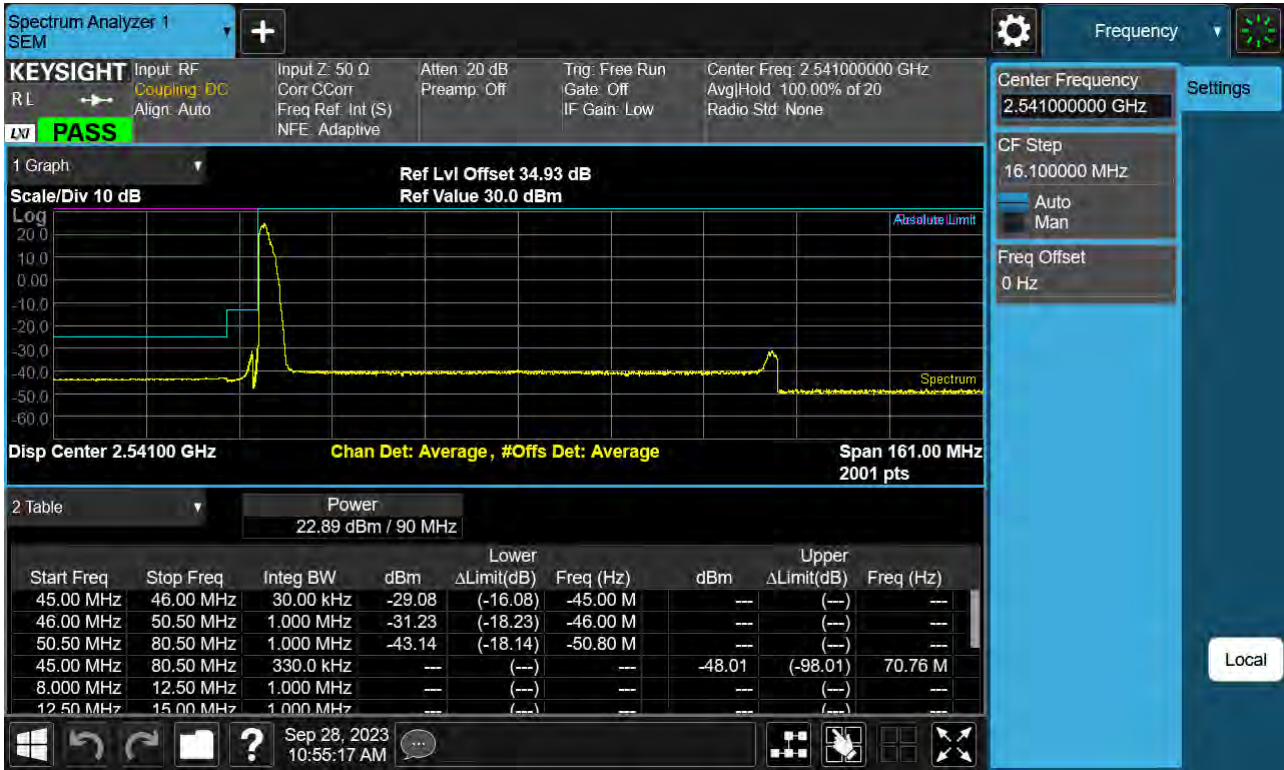 Spectrum Analyzer 1
SEM
Frequency
KEYSIGHT
Input: RF
Coupling: DC
Align: Auto
Input Z: 50 Ω
Corr CCorr
Freq Ref: Int (S)
NFE: Adaptive
Atten: 20 dB
Preamp: Off
Trig: Free Run
Gate: Off
IF Gain: Low
Center Freq: 2.541000000 GHz
Avg|Hold: 100.00% of 20
Radio Std: None
R L
LXI PASS
Center Frequency
2.541000000 GHz
Settings
CF Step
16.100000 MHz
Auto
Man
Freq Offset
0 Hz
1 Graph
Ref Lvl Offset 34.93 dB
Scale/Div 10 dB
Ref Value 30.0 dBm
Log
Absolute Limit
20.0
10.0
0.00
-10.0
-20.0
-30.0
-40.0
Spectrum
-50.0
-60.0
Disp Center 2.54100 GHz
Chan Det: Average , #Offs Det: Average
Span 161.00 MHz
2001 pts
2 Table
Power
22.89 dBm / 90 MHz
Lower Upper
Start Freq Stop Freq Integ BW dBm ΔLimit(dB) Freq (Hz) dBm ΔLimit(dB) Freq (Hz)
45.00 MHz 46.00 MHz 30.00 kHz -29.08 (-16.08) -45.00 M --- (---) ---
46.00 MHz 50.50 MHz 1.000 MHz -31.23 (-18.23) -46.00 M --- (---) ---
50.50 MHz 80.50 MHz 1.000 MHz -43.14 (-18.14) -50.80 M --- (---) ---
45.00 MHz 80.50 MHz 330.0 kHz --- (---) --- -48.01 (-98.01) 70.76 M
8.000 MHz 12.50 MHz 1.000 MHz --- (---) --- --- (---) ---
12.50 MHz 15.00 MHz 1.000 MHz --- (---) --- --- (---) ---
Local
Sep 28, 2023
10:55:17 AM